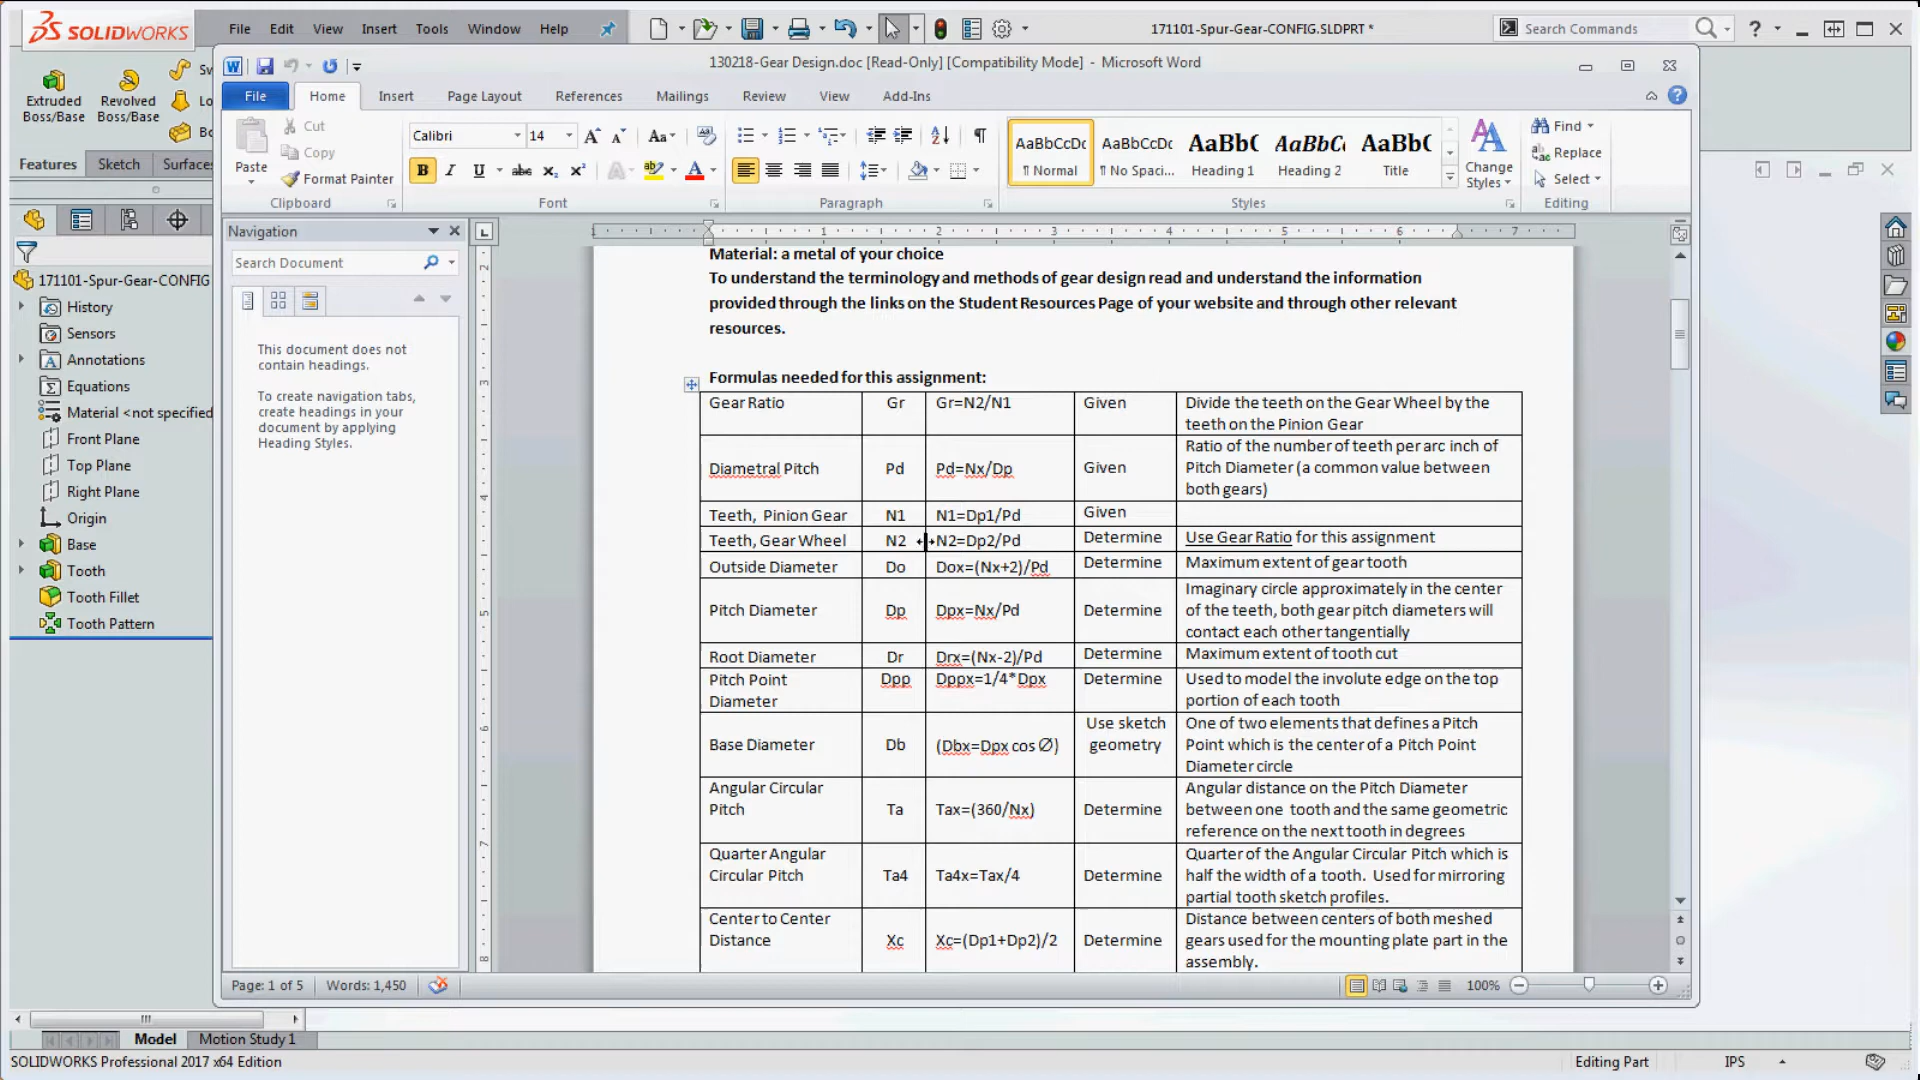 SOLIDWORKS
File Edit View Insert Tools Window Help
171101-Spur-Gear-CONFIG.SLDPRT *
Search Commands
130218-Gear Design.doc [Read-Only] [Compatibility Mode] - Microsoft Word
File Home Insert Page Layout References Mailings Review View Add-Ins
Extruded Boss/Base
Revolved Boss/Base
Sv
Lo
Bo
Features Sketch Surfaces
Paste
Cut
Copy
Format Painter
Clipboard
Calibri 14
Font
Paragraph
AaBbCcDc AaBbCcDc AaBbC AaBbC AaBbC
¶ Normal ¶ No Spaci... Heading 1 Heading 2 Title
Change Styles
Styles
Find
Replace
Select
Editing
Navigation
Search Document
This document does not
contain headings.
To create navigation tabs,
create headings in your
document by applying
Heading Styles.
171101-Spur-Gear-CONFIG
History
Sensors
Annotations
Equations
Material <not specified
Front Plane
Top Plane
Right Plane
Origin
Base
Tooth
Tooth Fillet
Tooth Pattern
1 1 2 3 4 5 6 7
2
3
4
5
6
7
8
Material: a metal of your choice
To understand the terminology and methods of gear design read and understand the information
provided through the links on the Student Resources Page of your website and through other relevant
resources.
Formulas needed for this assignment:
Gear Ratio Gr Gr=N2/N1 Given Divide the teeth on the Gear Wheel by the
teeth on the Pinion Gear
Diametral Pitch Pd Pd=Nx/Dp Given Ratio of the number of teeth per arc inch of
Pitch Diameter (a common value between
both gears)
Teeth, Pinion Gear N1 N1=Dp1/Pd Given
Teeth, Gear Wheel N2 N2=Dp2/Pd Determine Use Gear Ratio for this assignment
Outside Diameter Do Dox=(Nx+2)/Pd Determine Maximum extent of gear tooth
Pitch Diameter Dp Dpx=Nx/Pd Determine Imaginary circle approximately in the center
of the teeth, both gear pitch diameters will
contact each other tangentially
Root Diameter Dr Drx=(Nx-2)/Pd Determine Maximum extent of tooth cut
Pitch Point Dpp Dppx=1/4*Dpx Determine Used to model the involute edge on the top
Diameter portion of each tooth
Base Diameter Db (Dbx=Dpx cos ∅) Use sketch geometry One of two elements that defines a Pitch
Point which is the center of a Pitch Point
Diameter circle
Angular Circular Pitch Ta Tax=(360/Nx) Determine Angular distance on the Pitch Diameter
between one tooth and the same geometric
reference on the next tooth in degrees
Quarter Angular Circular Pitch Ta4 Ta4x=Tax/4 Determine Quarter of the Angular Circular Pitch which is
half the width of a tooth. Used for mirroring
partial tooth sketch profiles.
Center to Center Distance Xc Xc=(Dp1+Dp2)/2 Determine Distance between centers of both meshed
gears used for the mounting plate part in the
assembly.
Page: 1 of 5 Words: 1,450 100%
Model Motion Study 1
SOLIDWORKS Professional 2017 x64 Edition
Editing Part IPS